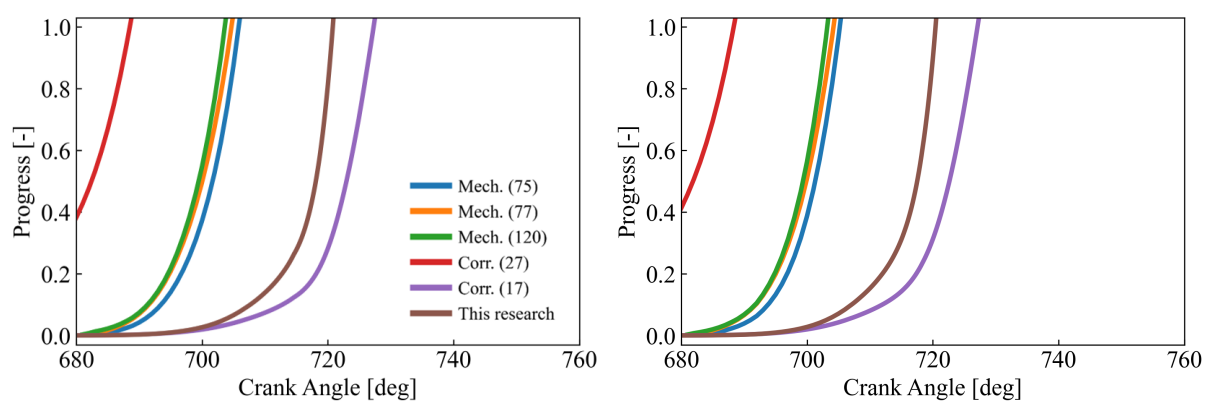 1.0
0.8
0.6
0.4
0.2
0.0
Progress [-]
Mech. (75)
Mech. (77)
Mech. (120)
Corr. (27)
Corr. (17)
This research
680 700 720 740 760
Crank Angle [deg]
1.0
0.8
0.6
0.4
0.2
0.0
Progress [-]
680 700 720 740 760
Crank Angle [deg]